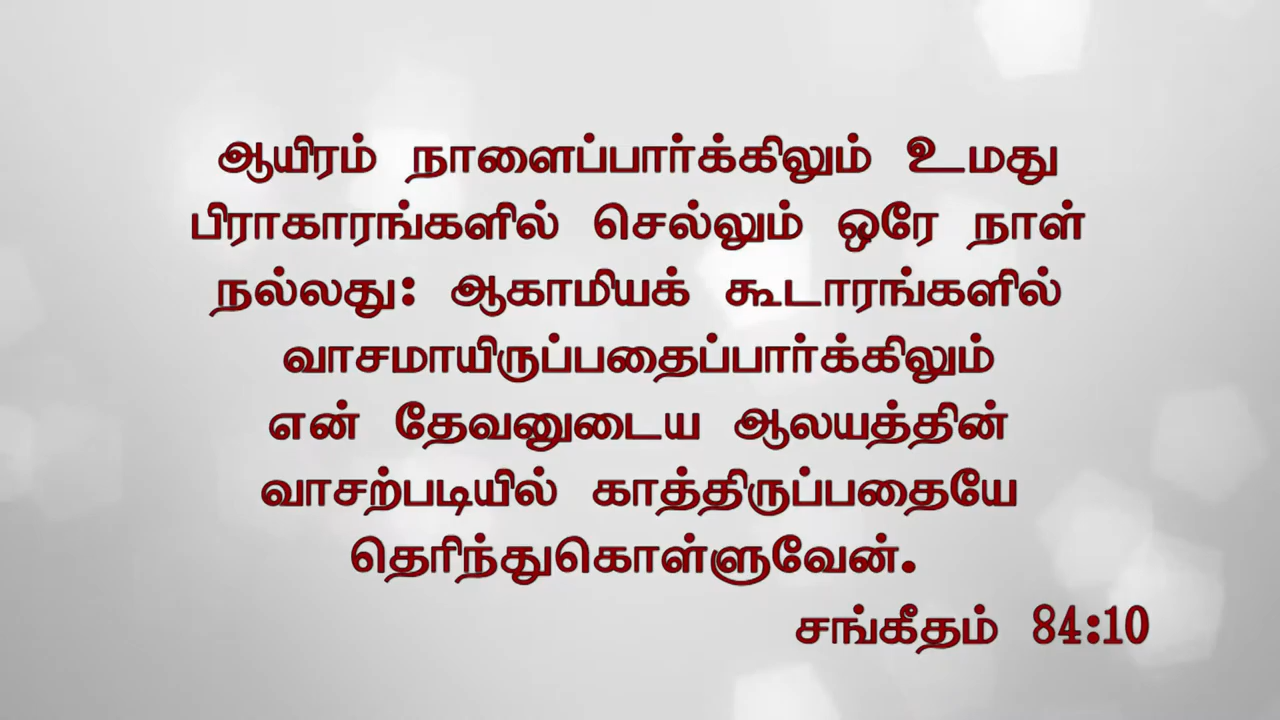 ஆயிரம் நாளைப்பார்க்கிலும் உமது
பிராகாரங்களில் செல்லும் ஒரே நாள்
நல்லது: ஆகாமியக் கூடாரங்களில்
வாசமாயிருப்பதைப்பார்க்கிலும்
என் தேவனுடைய ஆலயத்தின்
வாசற்படியில் காத்திருப்பதையே
தெரிந்துகொள்ளுவேன்.
சங்கீதம் 84:10